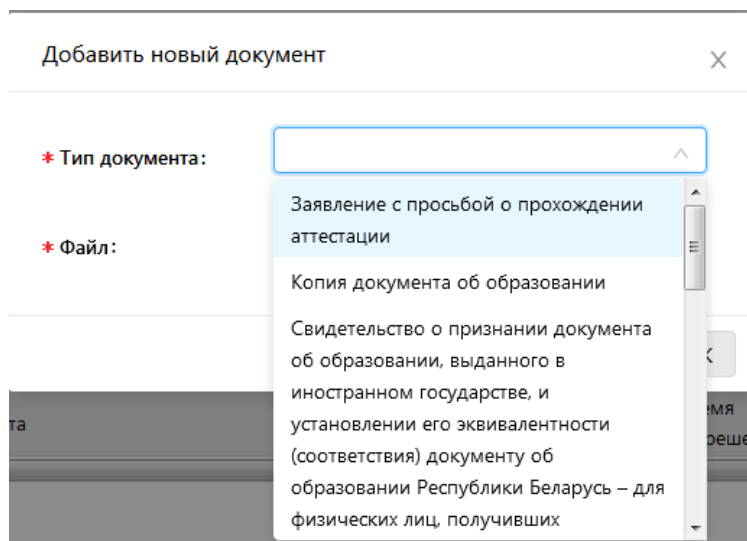 Добавить новый документ
* Тип документа:
Заявление с просьбой о прохождении
аттестации
* Файл:
Копия документа об образовании
Свидетельство о признании документа
об образовании, выданного в
иностранном государстве, и
установлении его эквивалентности
(соответствия) документу об
образовании Республики Беларусь – для
физических лиц, получивших